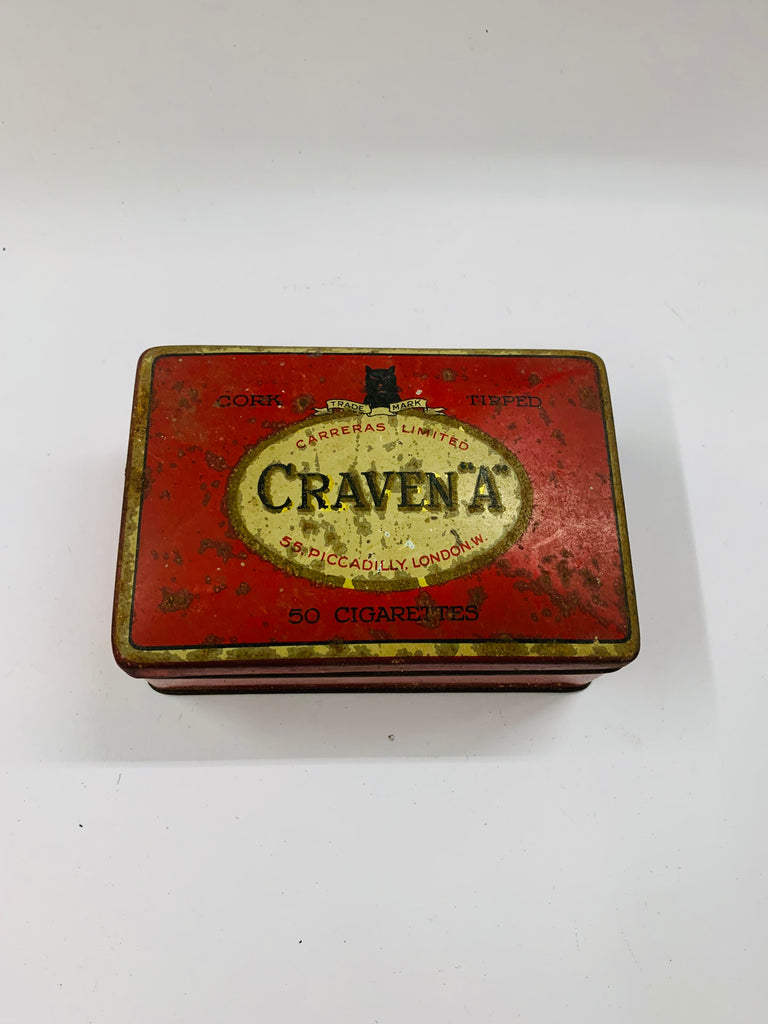 CORK TIPPED
TRADE MARK
CARRERAS LIMITED
CRAVEN "A"
55, PICCADILLY, LONDON.W
50 CIGARETTES